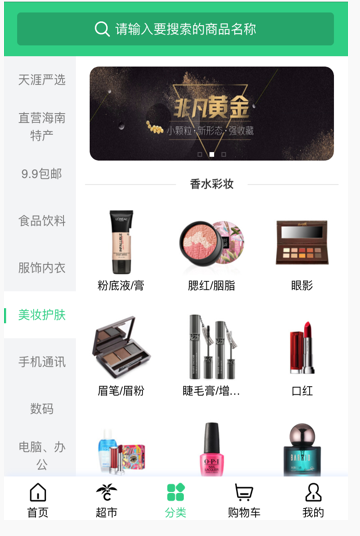 请输入要搜索的商品名称
天涯严选
直营海南
特产
9.9包邮
食品饮料
服饰内衣
美妆护肤
手机通讯
数码
电脑、办
公
非凡黄金
小颗粒·新形态·强收藏
香水彩妆
粉底液/膏
腮红/胭脂
眼影
眉笔/眉粉
睫毛膏/增...
口红
首页
超市
分类
购物车
我的